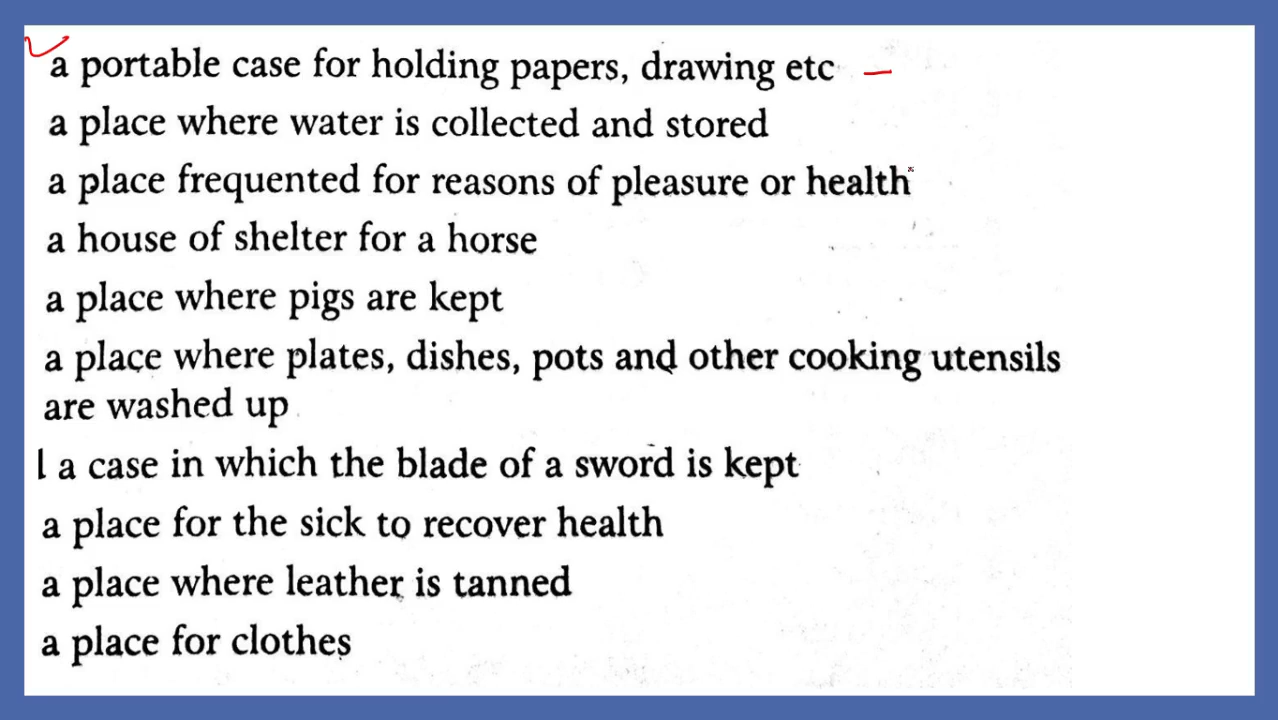 a portable case for holding papers, drawing etc
a place where water is collected and stored
a place frequented for reasons of pleasure or health
a house of shelter for a horse
a place where pigs are kept
a place where plates, dishes, pots and other cooking utensils
are washed up
l a case in which the blade of a sword is kept
a place for the sick to recover health
a place where leather is tanned
a place for clothes